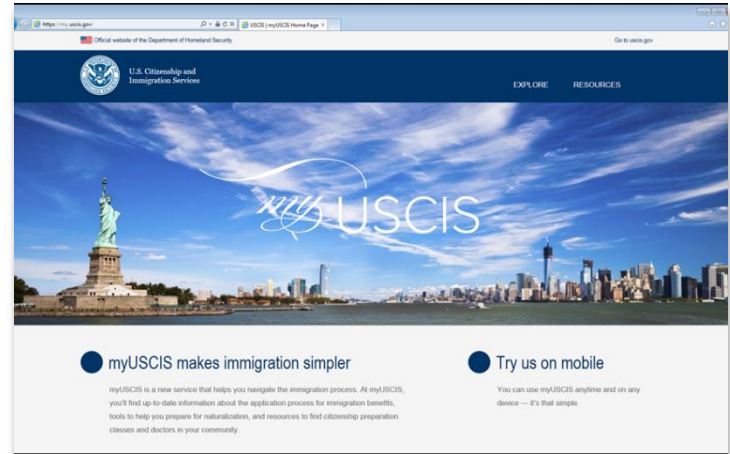 https://my.uscis.gov/
USCIS | myUSCIS Home Page
Official website of the Department of Homeland Security
Go to uscis.gov
U.S. Citizenship and
Immigration Services
EXPLORE RESOURCES
my USCIS
myUSCIS makes immigration simpler
myUSCIS is a new service that helps you navigate the immigration process. At myUSCIS,
you'll find up-to-date information about the application process for immigration benefits,
tools to help you prepare for naturalization, and resources to find citizenship preparation
classes and doctors in your community.
Try us on mobile
You can use myUSCIS anytime and on any
device — it's that simple.